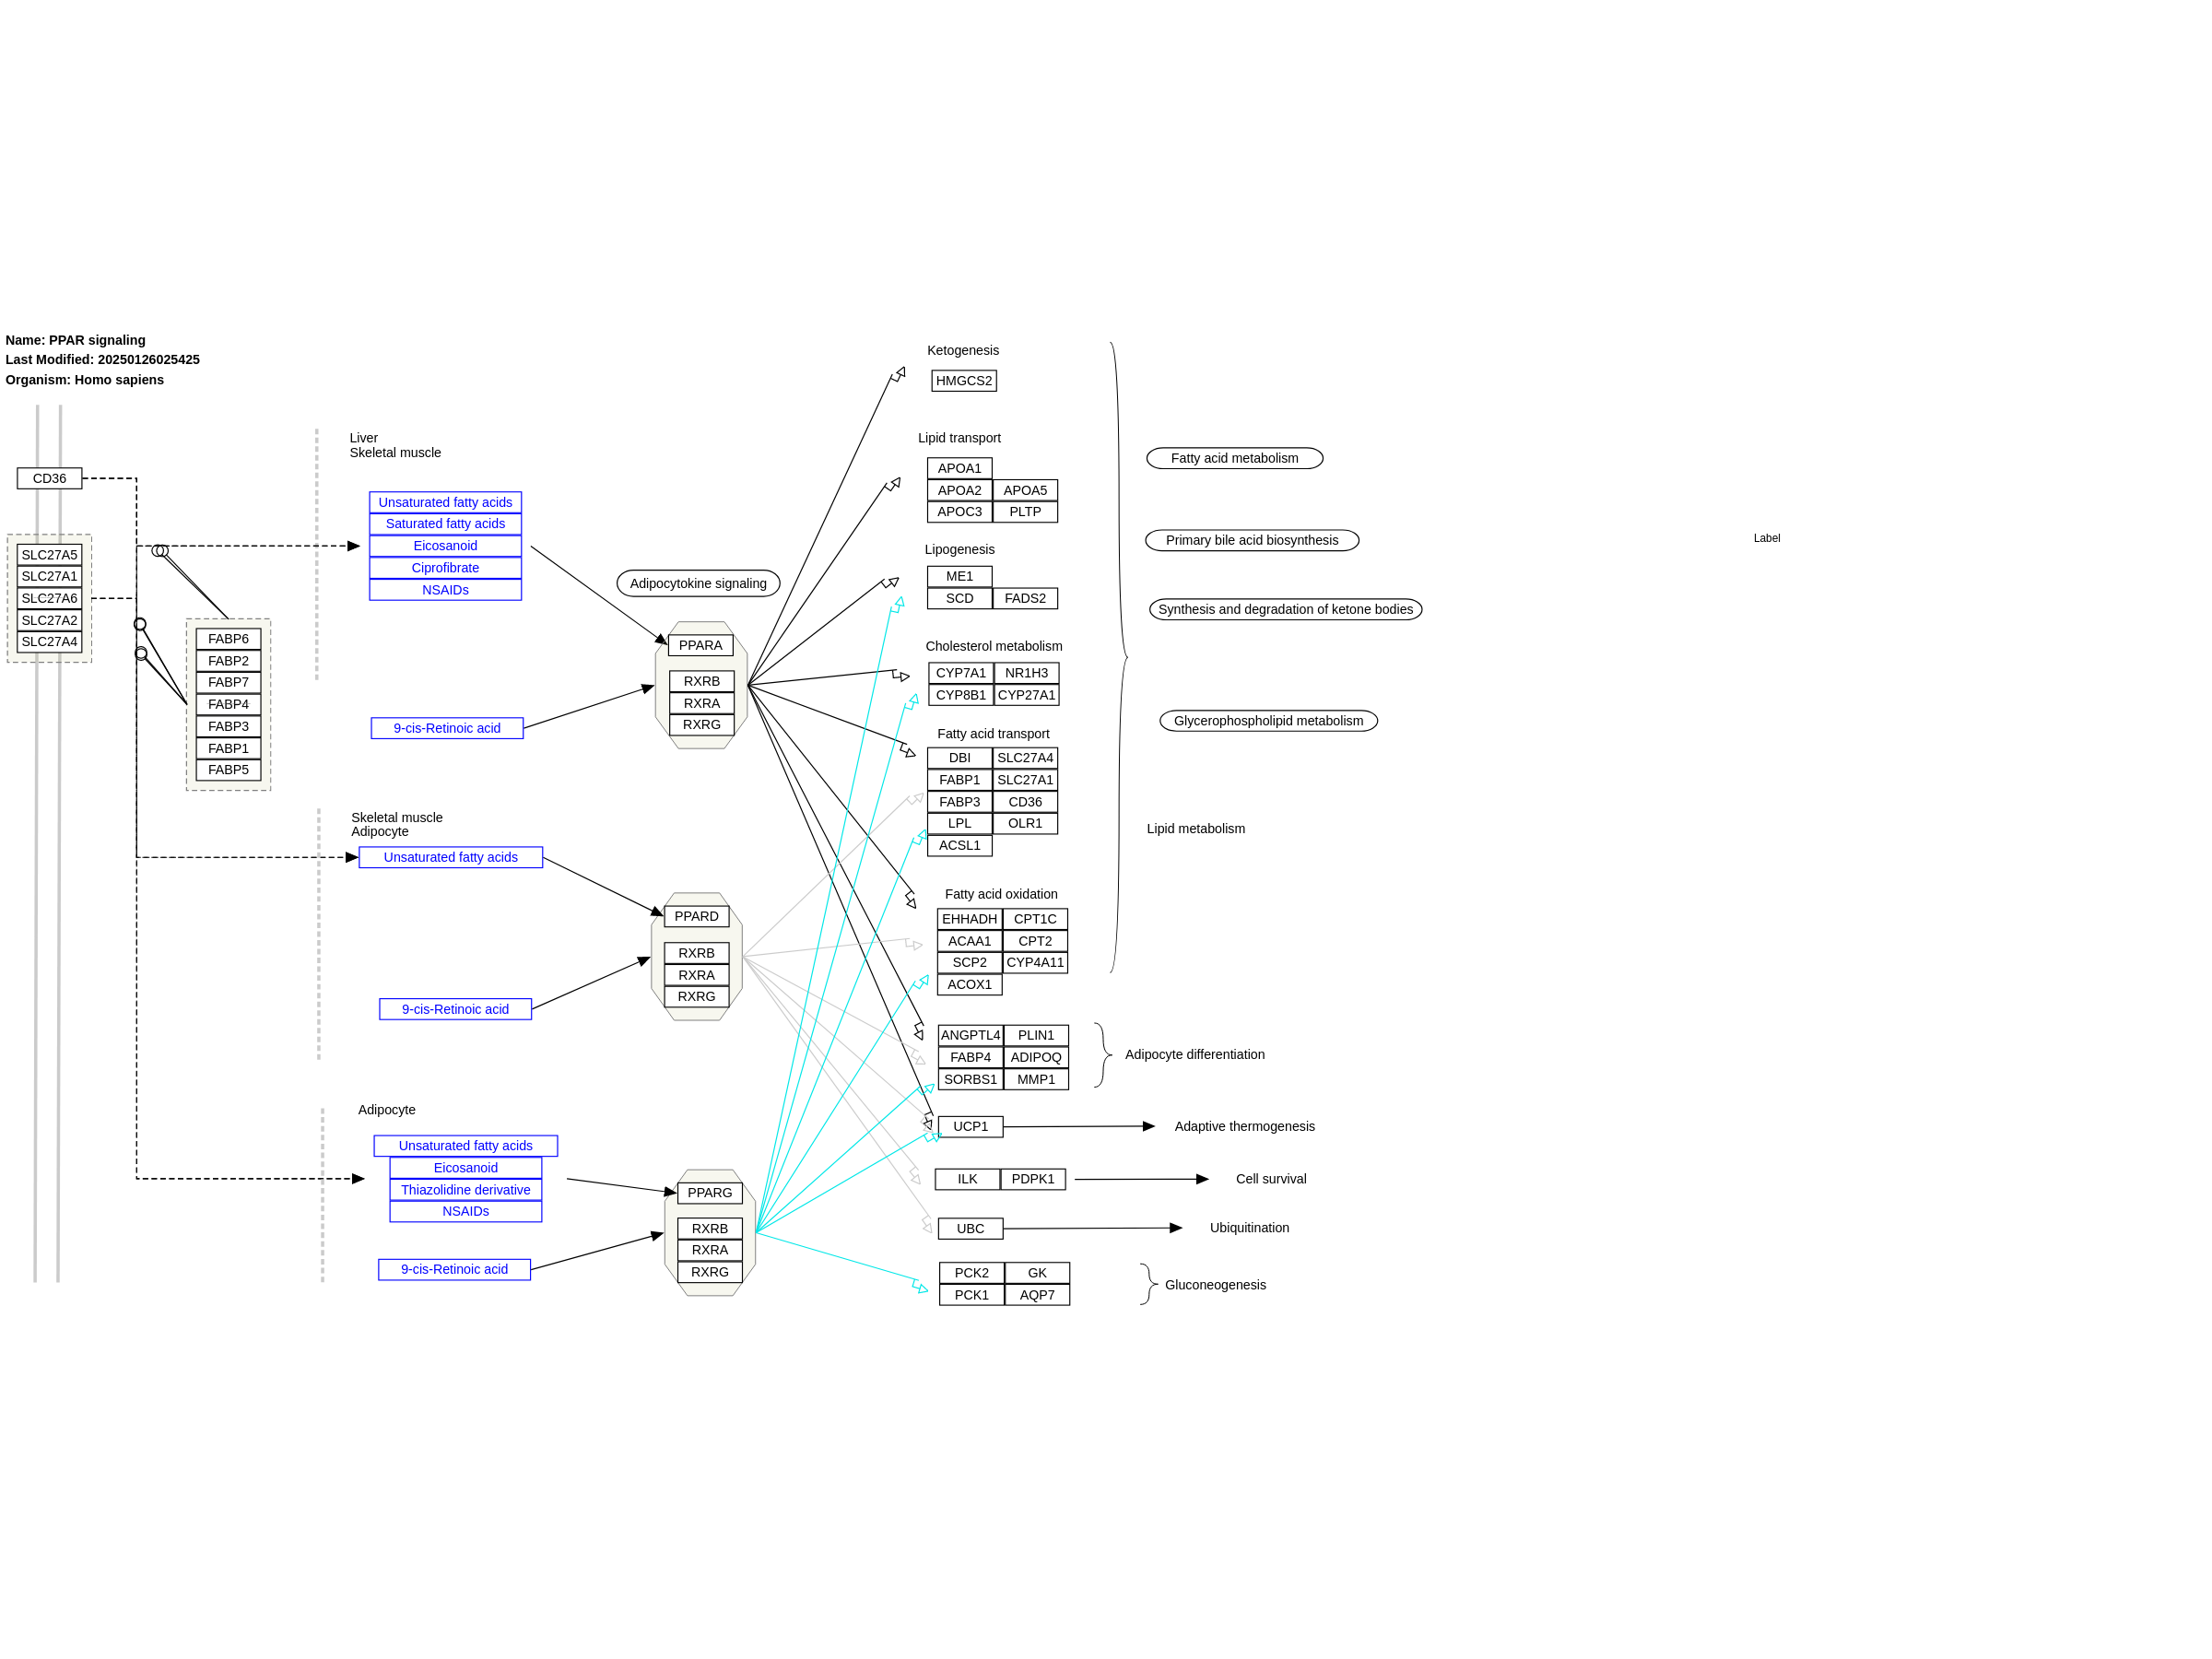 Name: PPAR signaling
Last Modified: 20250126025425
Organism: Homo sapiens
CD36
SLC27A5
SLC27A1
SLC27A6
SLC27A2
SLC27A4
FABP6
FABP2
FABP7
FABP4
FABP3
FABP1
FABP5
Liver
Skeletal muscle
Unsaturated fatty acids
Saturated fatty acids
Eicosanoid
Ciprofibrate
NSAIDs
9-cis-Retinoic acid
Skeletal muscle
Adipocyte
Unsaturated fatty acids
9-cis-Retinoic acid
Adipocyte
Unsaturated fatty acids
Eicosanoid
Thiazolidine derivative
NSAIDs
9-cis-Retinoic acid
Adipocytokine signaling
PPARA
RXRB
RXRA
RXRG
PPARD
RXRB
RXRA
RXRG
PPARG
RXRB
RXRA
RXRG
Ketogenesis
HMGCS2
Lipid transport
APOA1
APOA2 APOA5
APOC3 PLTP
Lipogenesis
ME1
SCD FADS2
Cholesterol metabolism
CYP7A1 NR1H3
CYP8B1 CYP27A1
Fatty acid transport
DBI SLC27A4
FABP1 SLC27A1
FABP3 CD36
LPL OLR1
ACSL1
Fatty acid oxidation
EHHADH CPT1C
ACAA1 CPT2
SCP2 CYP4A11
ACOX1
ANGPTL4 PLIN1
FABP4 ADIPOQ
SORBS1 MMP1
UCP1
ILK PDPK1
UBC
PCK2 GK
PCK1 AQP7
Fatty acid metabolism
Primary bile acid biosynthesis
Synthesis and degradation of ketone bodies
Glycerophospholipid metabolism
Lipid metabolism
Adipocyte differentiation
Adaptive thermogenesis
Cell survival
Ubiquitination
Gluconeogenesis
Label